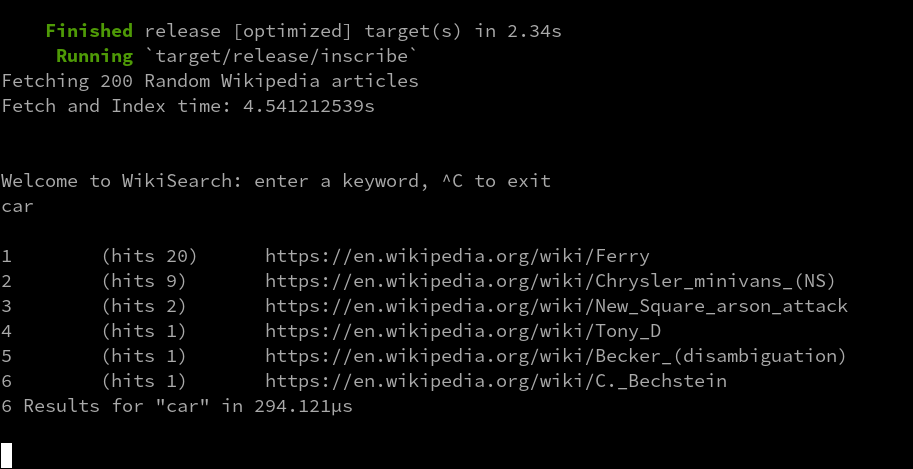 Finished release [optimized] target(s) in 2.34s
Running `target/release/inscribe`
Fetching 200 Random Wikipedia articles
Fetch and Index time: 4.541212539s
Welcome to WikiSearch: enter a keyword, ^C to exit
car
1 (hits 20) https://en.wikipedia.org/wiki/Ferry
2 (hits 9) https://en.wikipedia.org/wiki/Chrysler_minivans_(NS)
3 (hits 2) https://en.wikipedia.org/wiki/New_Square_arson_attack
4 (hits 1) https://en.wikipedia.org/wiki/Tony_D
5 (hits 1) https://en.wikipedia.org/wiki/Becker_(disambiguation)
6 (hits 1) https://en.wikipedia.org/wiki/C._Bechstein
6 Results for "car" in 294.121µs